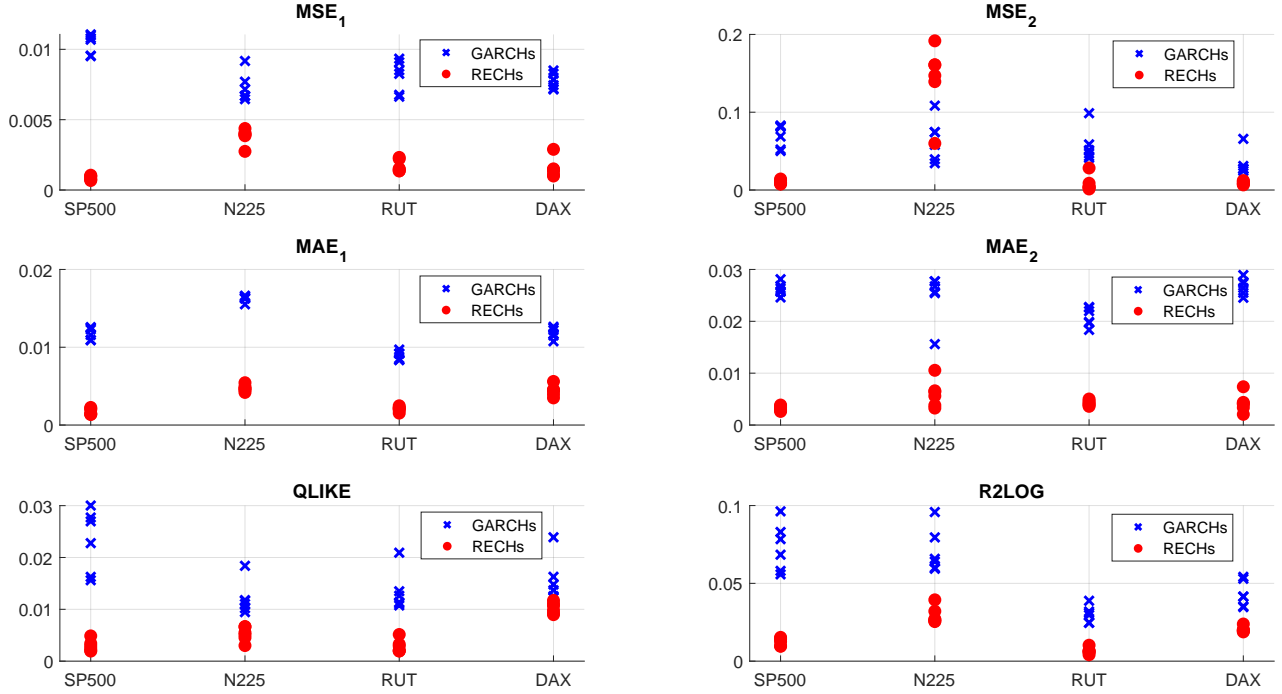 MSE1
0.01
0.005
0
SP500 N225 RUT DAX
GARCHs
RECHs
MSE2
0.2
0.1
0
SP500 N225 RUT DAX
GARCHs
RECHs
MAE1
0.02
0.01
0
SP500 N225 RUT DAX
GARCHs
RECHs
MAE2
0.03
0.02
0.01
0
SP500 N225 RUT DAX
GARCHs
RECHs
QLIKE
0.03
0.02
0.01
0
SP500 N225 RUT DAX
GARCHs
RECHs
R2LOG
0.1
0.05
0
SP500 N225 RUT DAX
GARCHs
RECHs